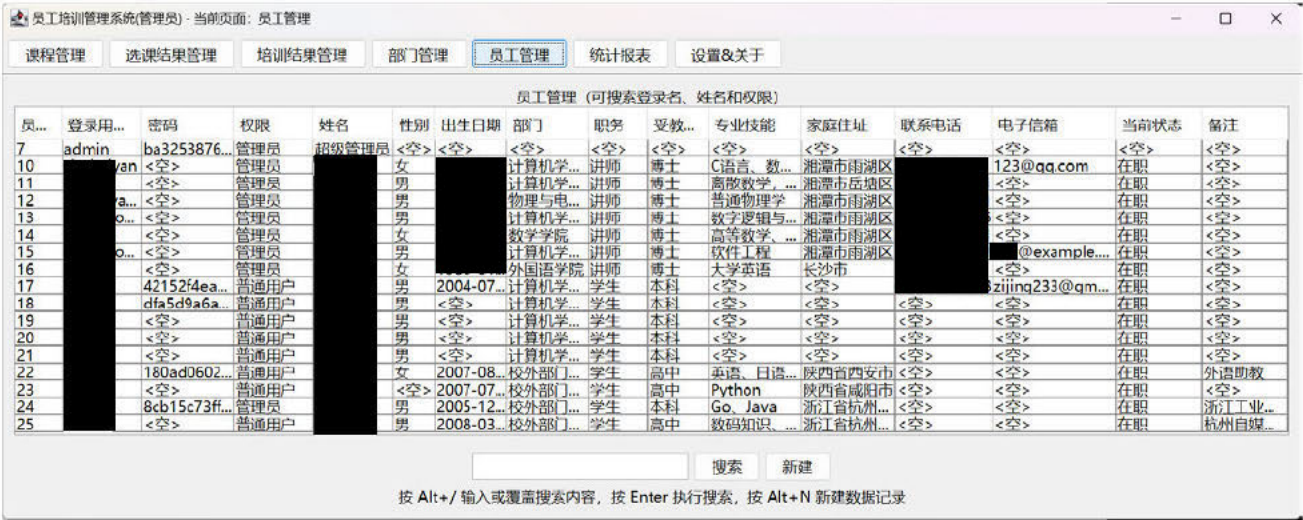 员工培训管理系统(管理员) - 当前页面：员工管理
课程管理 选课结果管理 培训结果管理 部门管理 员工管理 统计报表 设置&关于
员工管理（可搜索登录名、姓名和权限）
员... 登录用... 密码 权限 姓名 性别 出生日期 部门 职务 受教... 专业技能 家庭住址 联系电话 电子信箱 当前状态 备注
7 admin ba3253876... 管理员 超级管理员 <空> <空> <空> <空> <空> <空> <空> <空> <空> <空> <空>
10 yan <空> 管理员 女 计算机学... 讲师 博士 C语言、数... 湘潭市雨湖区 123@qq.com 在职 <空>
11 <空> 管理员 男 计算机学... 讲师 博士 离散数学，... 湘潭市岳塘区 <空> 在职 <空>
12 a... <空> 管理员 男 物理与电... 讲师 博士 普通物理学 湘潭市雨湖区 <空> 在职 <空>
13 o... <空> 管理员 男 计算机学... 讲师 博士 数字逻辑与... 湘潭市雨湖区 <空> 在职 <空>
14 <空> 管理员 女 数学学院 讲师 博士 高等数学、... 湘潭市雨湖区 <空> 在职 <空>
15 o... <空> 管理员 男 计算机学... 讲师 博士 软件工程 湘潭市雨湖区 @example.... 在职 <空>
16 <空> 管理员 女 外国语学院 讲师 博士 大学英语 长沙市 <空> 在职 <空>
17 42152f4ea... 普通用户 男 2004-07... 计算机学... 学生 本科 <空> <空> zijing233@gm... 在职 <空>
18 dfa5d9a6a... 普通用户 男 <空> 计算机学... 学生 本科 <空> <空> <空> <空> 在职 <空>
19 <空> 普通用户 男 <空> 计算机学... 学生 本科 <空> <空> <空> <空> 在职 <空>
20 <空> 普通用户 男 <空> 计算机学... 学生 本科 <空> <空> <空> <空> 在职 <空>
21 <空> 普通用户 男 <空> 计算机学... 学生 本科 <空> <空> <空> <空> 在职 <空>
22 180ad0602... 普通用户 女 2007-08... 校外部门... 学生 高中 英语、日语... 陕西省西安市 <空> <空> 在职 外语助教
23 <空> 普通用户 <空> 2007-07... 校外部门... 学生 高中 Python 陕西省咸阳市 <空> <空> 在职 <空>
24 8cb15c73ff... 管理员 男 2005-12... 校外部门... 学生 本科 Go、Java 浙江省杭州... <空> <空> 在职 浙江工业...
25 <空> 普通用户 男 2008-03... 校外部门... 学生 高中 数码知识、... 浙江省杭州... <空> <空> 在职 杭州自媒...
搜索 新建
按 Alt+/ 输入或覆盖搜索内容，按 Enter 执行搜索，按 Alt+N 新建数据记录